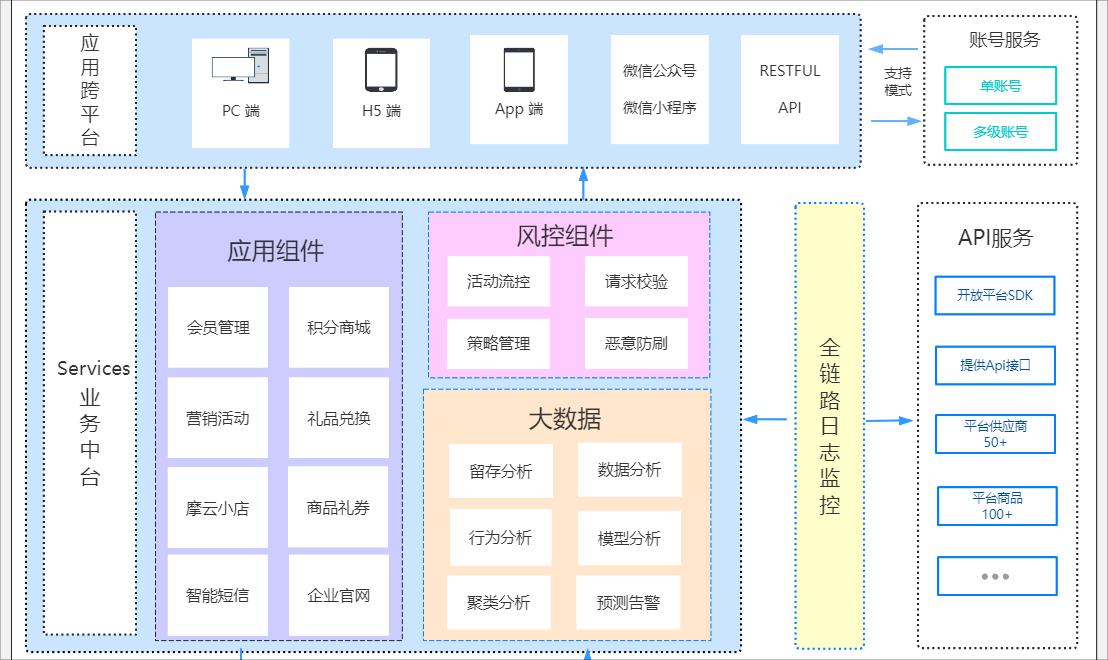 应
用
跨
平
台
PC 端
H5 端
App 端
微信公众号
微信小程序
RESTFUL
API
支持
模式
账号服务
单账号
多级账号
Services
业
务
中
台
应用组件
会员管理
积分商城
营销活动
礼品兑换
摩云小店
商品礼券
智能短信
企业官网
风控组件
活动流控
请求校验
策略管理
恶意防刷
大数据
留存分析
数据分析
行为分析
模型分析
聚类分析
预测告警
全
链
路
日
志
监
控
API服务
开放平台SDK
提供Api接口
平台供应商
50+
平台商品
100+
•••